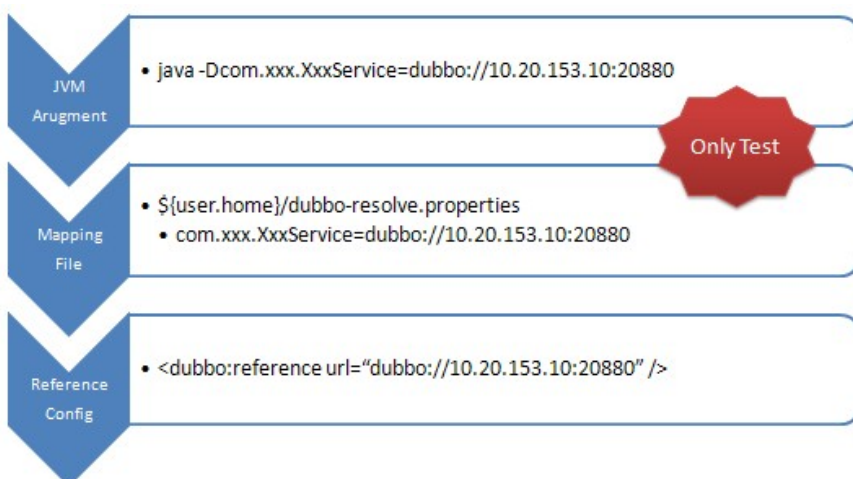 JVM
Arugment
• java -Dcom.xxx.XxxService=dubbo://10.20.153.10:20880
Only Test
Mapping
File
• ${user.home}/dubbo-resolve.properties
• com.xxx.XxxService=dubbo://10.20.153.10:20880
Reference
Config
• <dubbo:reference url=“dubbo://10.20.153.10:20880” />